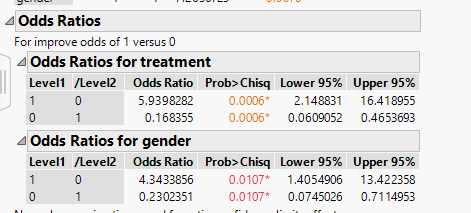 Odds Ratios
For improve odds of 1 versus 0
Odds Ratios for treatment
Level1 /Level2 Odds Ratio Prob>Chisq Lower 95% Upper 95%
1 0 5.9398282 0.0006* 2.148831 16.418955
0 1 0.168355 0.0006* 0.0609052 0.4653693
Odds Ratios for gender
Level1 /Level2 Odds Ratio Prob>Chisq Lower 95% Upper 95%
1 0 4.3433856 0.0107* 1.4054906 13.422358
0 1 0.2302351 0.0107* 0.0745026 0.7114953